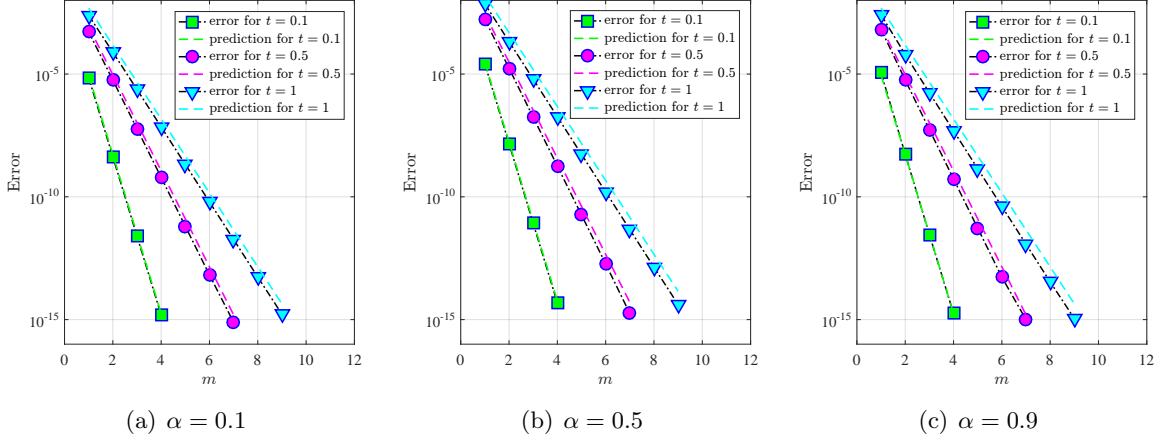 error for t = 0.1
prediction for t = 0.1
error for t = 0.5
prediction for t = 0.5
error for t = 1
prediction for t = 1
10^-5
10^-10
10^-15
Error
0 2 4 6 8 10 12
m
(a) α = 0.1
error for t = 0.1
prediction for t = 0.1
error for t = 0.5
prediction for t = 0.5
error for t = 1
prediction for t = 1
10^-5
10^-10
10^-15
Error
0 2 4 6 8 10 12
m
(b) α = 0.5
error for t = 0.1
prediction for t = 0.1
error for t = 0.5
prediction for t = 0.5
error for t = 1
prediction for t = 1
10^-5
10^-10
10^-15
Error
0 2 4 6 8 10 12
m
(c) α = 0.9